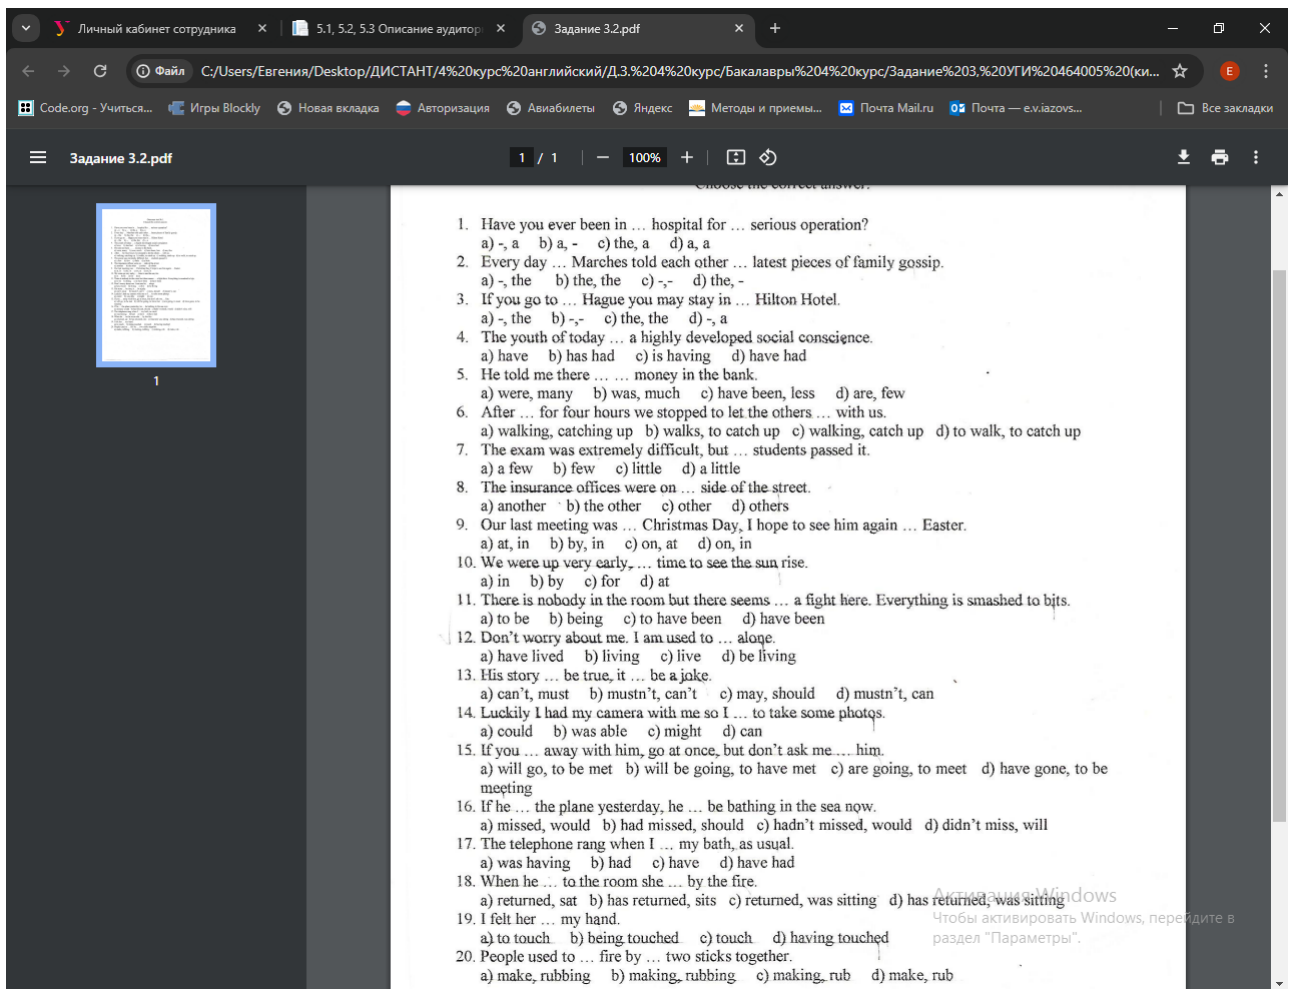 Личный кабинет сотрудника
5.1, 5.2, 5.3 Описание аудитор
Задание 3.2.pdf
Файл
C:/Users/Евгения/Desktop/ДИСТАНТ/4%20курс%20английский/Д.З.%204%20курс/Бакалавры%204%20курс/Задание%203,%20УГИ%20464005%20(ки...
E
Code.org - Учиться...
Игры Blockly
Новая вкладка
Авторизация
Авиабилеты
Яндекс
Методы и приемы...
Почта Mail.ru
Почта — e.v.iazovs...
Все закладки
Задание 3.2.pdf
1 / 1
100%
1
Choose the correct answer.
1. Have you ever been in … hospital for … serious operation?
a) -, a b) a, - c) the, a d) a, a
2. Every day … Marches told each other … latest pieces of family gossip.
a) -, the b) the, the c) -,- d) the, -
3. If you go to … Hague you may stay in … Hilton Hotel.
a) -, the b) -,- c) the, the d) -, a
4. The youth of today … a highly developed social conscience.
a) have b) has had c) is having d) have had
5. He told me there … … money in the bank.
a) were, many b) was, much c) have been, less d) are, few
6. After … for four hours we stopped to let the others … with us.
a) walking, catching up b) walks, to catch up c) walking, catch up d) to walk, to catch up
7. The exam was extremely difficult, but … students passed it.
a) a few b) few c) little d) a little
8. The insurance offices were on … side of the street.
a) another b) the other c) other d) others
9. Our last meeting was … Christmas Day, I hope to see him again … Easter.
a) at, in b) by, in c) on, at d) on, in
10. We were up very early, … time to see the sun rise.
a) in b) by c) for d) at
11. There is nobody in the room but there seems … a fight here. Everything is smashed to bits.
a) to be b) being c) to have been d) have been
12. Don't worry about me. I am used to … alone.
a) have lived b) living c) live d) be living
13. His story … be true, it … be a joke.
a) can't, must b) mustn't, can't c) may, should d) mustn't, can
14. Luckily I had my camera with me so I … to take some photos.
a) could b) was able c) might d) can
15. If you … away with him, go at once, but don't ask me … him.
a) will go, to be met b) will be going, to have met c) are going, to meet d) have gone, to be
meeting
16. If he … the plane yesterday, he … be bathing in the sea now.
a) missed, would b) had missed, should c) hadn't missed, would d) didn't miss, will
17. The telephone rang when I … my bath, as usual.
a) was having b) had c) have d) have had
18. When he … to the room she … by the fire.
a) returned, sat b) has returned, sits c) returned, was sitting d) has returned, was sitting
19. I felt her … my hand.
a) to touch b) being touched c) touch d) having touched
20. People used to … fire by … two sticks together.
a) make, rubbing b) making, rubbing c) making, rub d) make, rub
Активация Windows
Чтобы активировать Windows, перейдите в
раздел "Параметры".